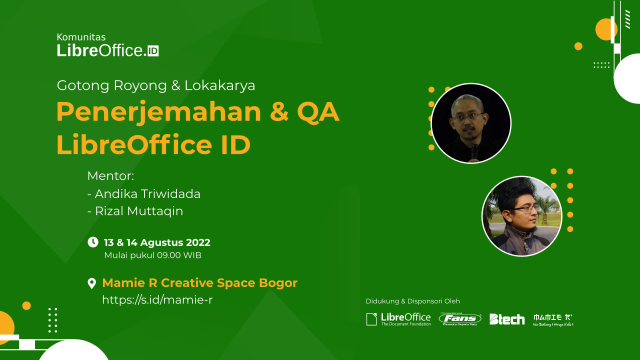 Komunitas
LibreOffice.ID
Gotong Royong & Lokakarya
Penerjemahan & QA
LibreOffice ID
Mentor:
- Andika Triwidada
- Rizal Muttaqin
13 & 14 Agustus 2022
Mulai pukul 09.00 WIB
Mamie R Creative Space Bogor
https://s.id/mamie-r
Didukung & Disponsori Oleh
LibreOffice
The Document Foundation
Fans
Btech
MAMIE R